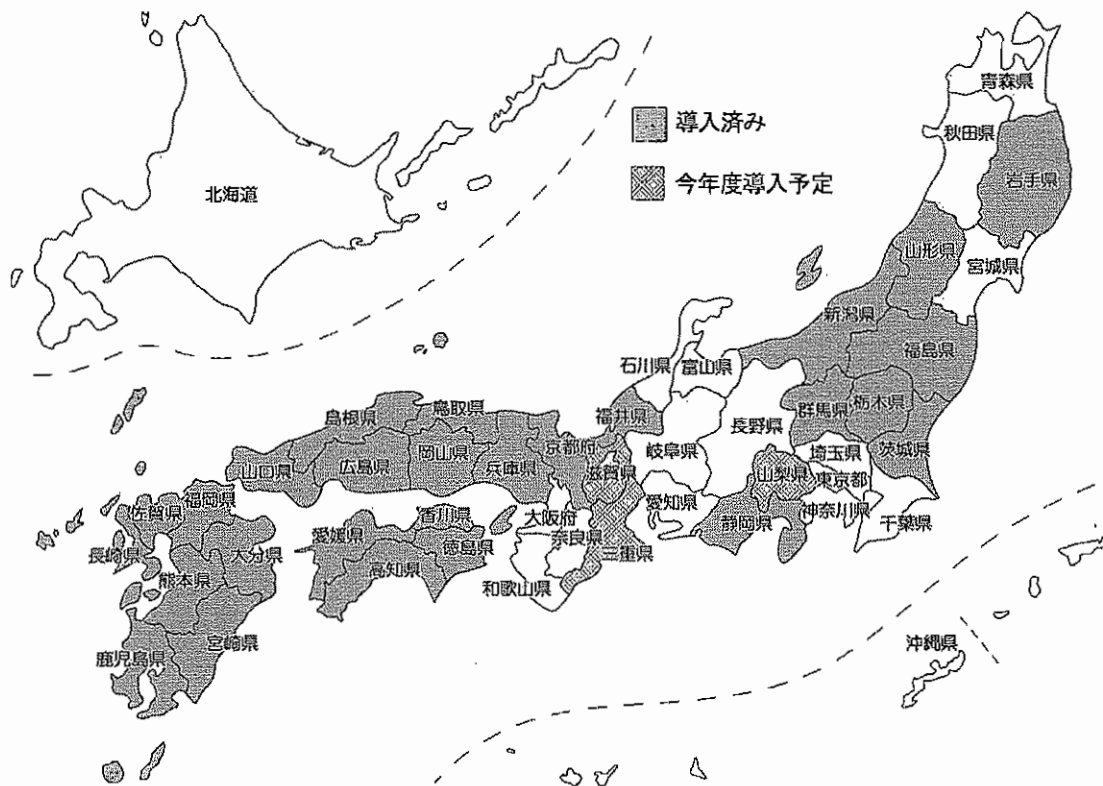 青森県
導入済み
秋田県
今年度導入予定
岩手県
北海道
山形県
宮城県
新潟県
福島県
石川県
富山県
島根県
鳥取県
福井県
群馬県
栃木県
長野県
岡山県
京都府
岐阜県
埼玉県
茨城県
山口県
広島県
兵庫県
滋賀県
山梨県
東京都
福岡県
佐賀県
香川県
大阪府
愛知県
静岡県
神奈川県
千葉県
愛媛県
奈良県
長崎県
大分県
徳島県
三重県
熊本県
高知県
和歌山県
宮崎県
鹿児島県
沖縄県